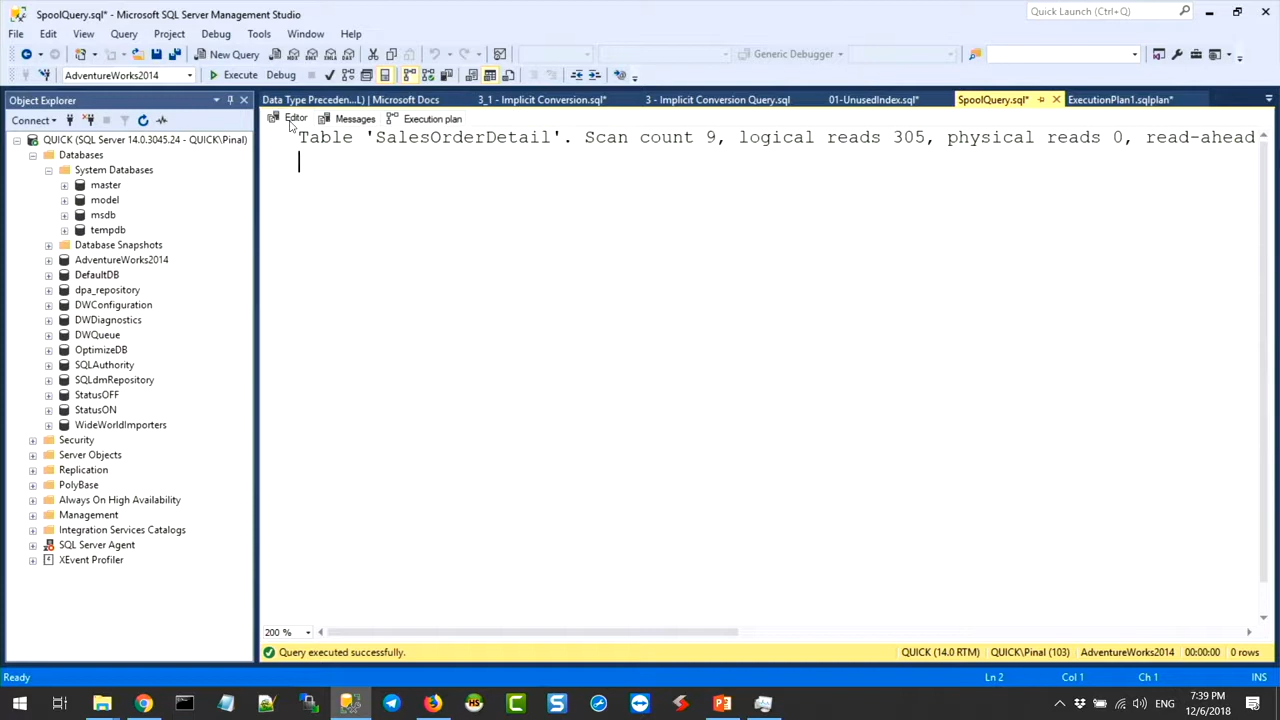 SpoolQuery.sql* - Microsoft SQL Server Management Studio
Quick Launch (Ctrl+Q)
File Edit View Query Project Debug Tools Window Help
New Query
MDX DMX XMLA DAX
Generic Debugger
AdventureWorks2014
Execute Debug
Object Explorer
Data Type Preceden...L) | Microsoft Docs
3_1 - Implicit Conversion.sql*
3 - Implicit Conversion Query.sql
01-UnusedIndex.sql*
SpoolQuery.sql*
ExecutionPlan1.sqlplan*
Connect
Editor
Messages
Execution plan
Table 'SalesOrderDetail'. Scan count 9, logical reads 305, physical reads 0, read-ahead
QUICK (SQL Server 14.0.3045.24 - QUICK\Pinal)
Databases
System Databases
master
model
msdb
tempdb
Database Snapshots
AdventureWorks2014
DefaultDB
dpa_repository
DWConfiguration
DWDiagnostics
DWQueue
OptimizeDB
SQLAuthority
SQLdmRepository
StatusOFF
StatusON
WideWorldImporters
Security
Server Objects
Replication
PolyBase
Always On High Availability
Management
Integration Services Catalogs
SQL Server Agent
XEvent Profiler
200 %
Query executed successfully.
QUICK (14.0 RTM)
QUICK\Pinal (103)
AdventureWorks2014
00:00:00
0 rows
Ready
Ln 2
Col 1
Ch 1
INS
ENG
7:39 PM
12/6/2018